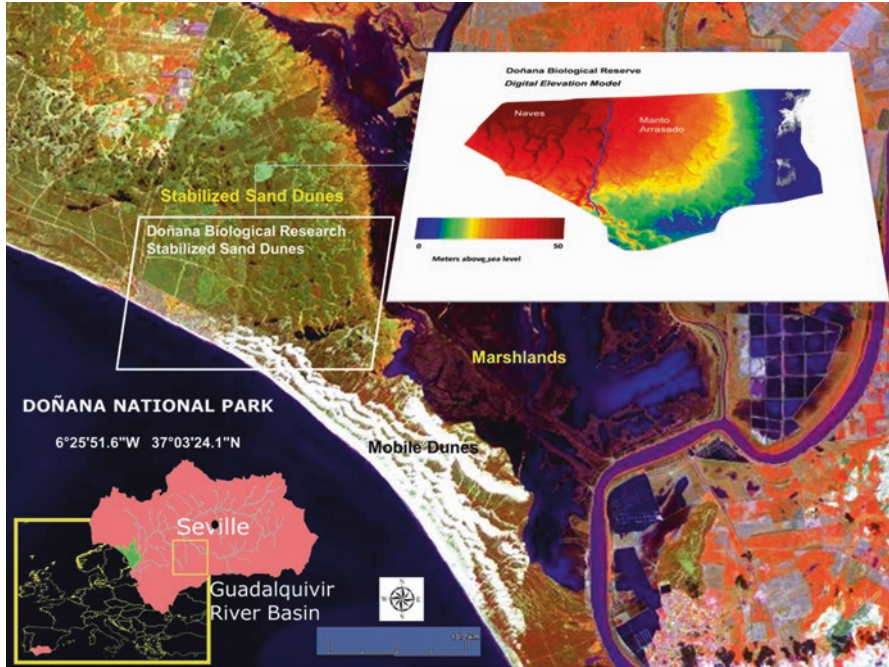 Doñana Biological Reserve
Digital Elevation Model
Naves
Manto
Arrasado
0
50
Meters above sea level
Stabilized Sand Dunes
Doñana Biological Research
Stabilized Sand Dunes
Marshlands
DOÑANA NATIONAL PARK
6°25'51.6"W 37°03'24.1"N
Mobile Dunes
Seville
Guadalquivir
River Basin
N